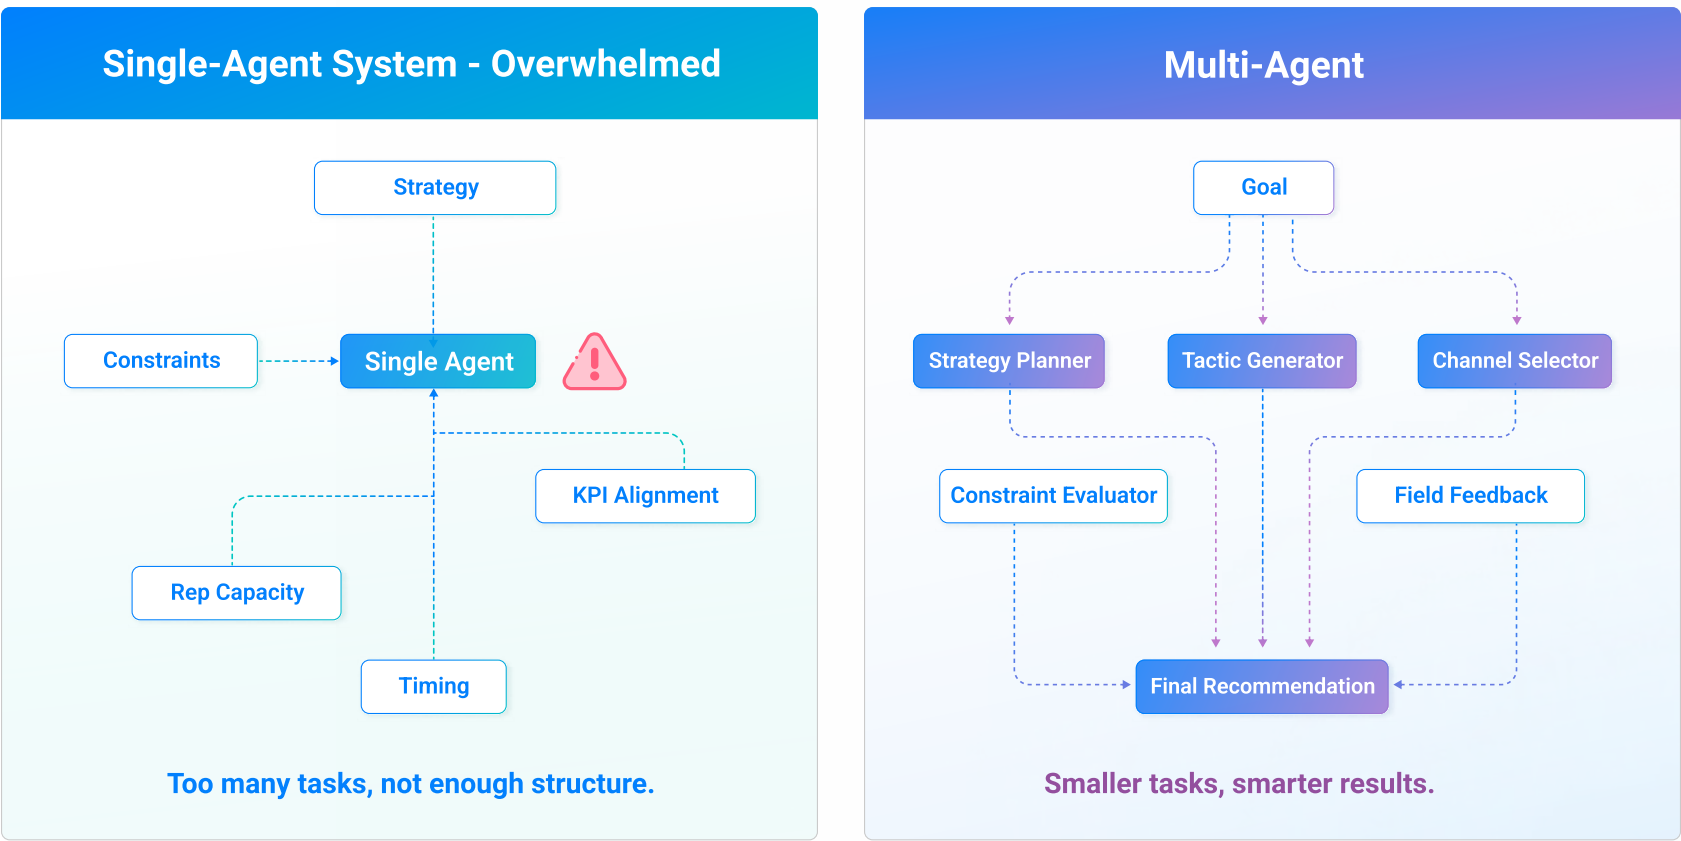 Single-Agent System - Overwhelmed
Strategy
Constraints
Single Agent
KPI Alignment
Rep Capacity
Timing
Too many tasks, not enough structure.
Multi-Agent
Goal
Strategy Planner
Tactic Generator
Channel Selector
Constraint Evaluator
Field Feedback
Final Recommendation
Smaller tasks, smarter results.